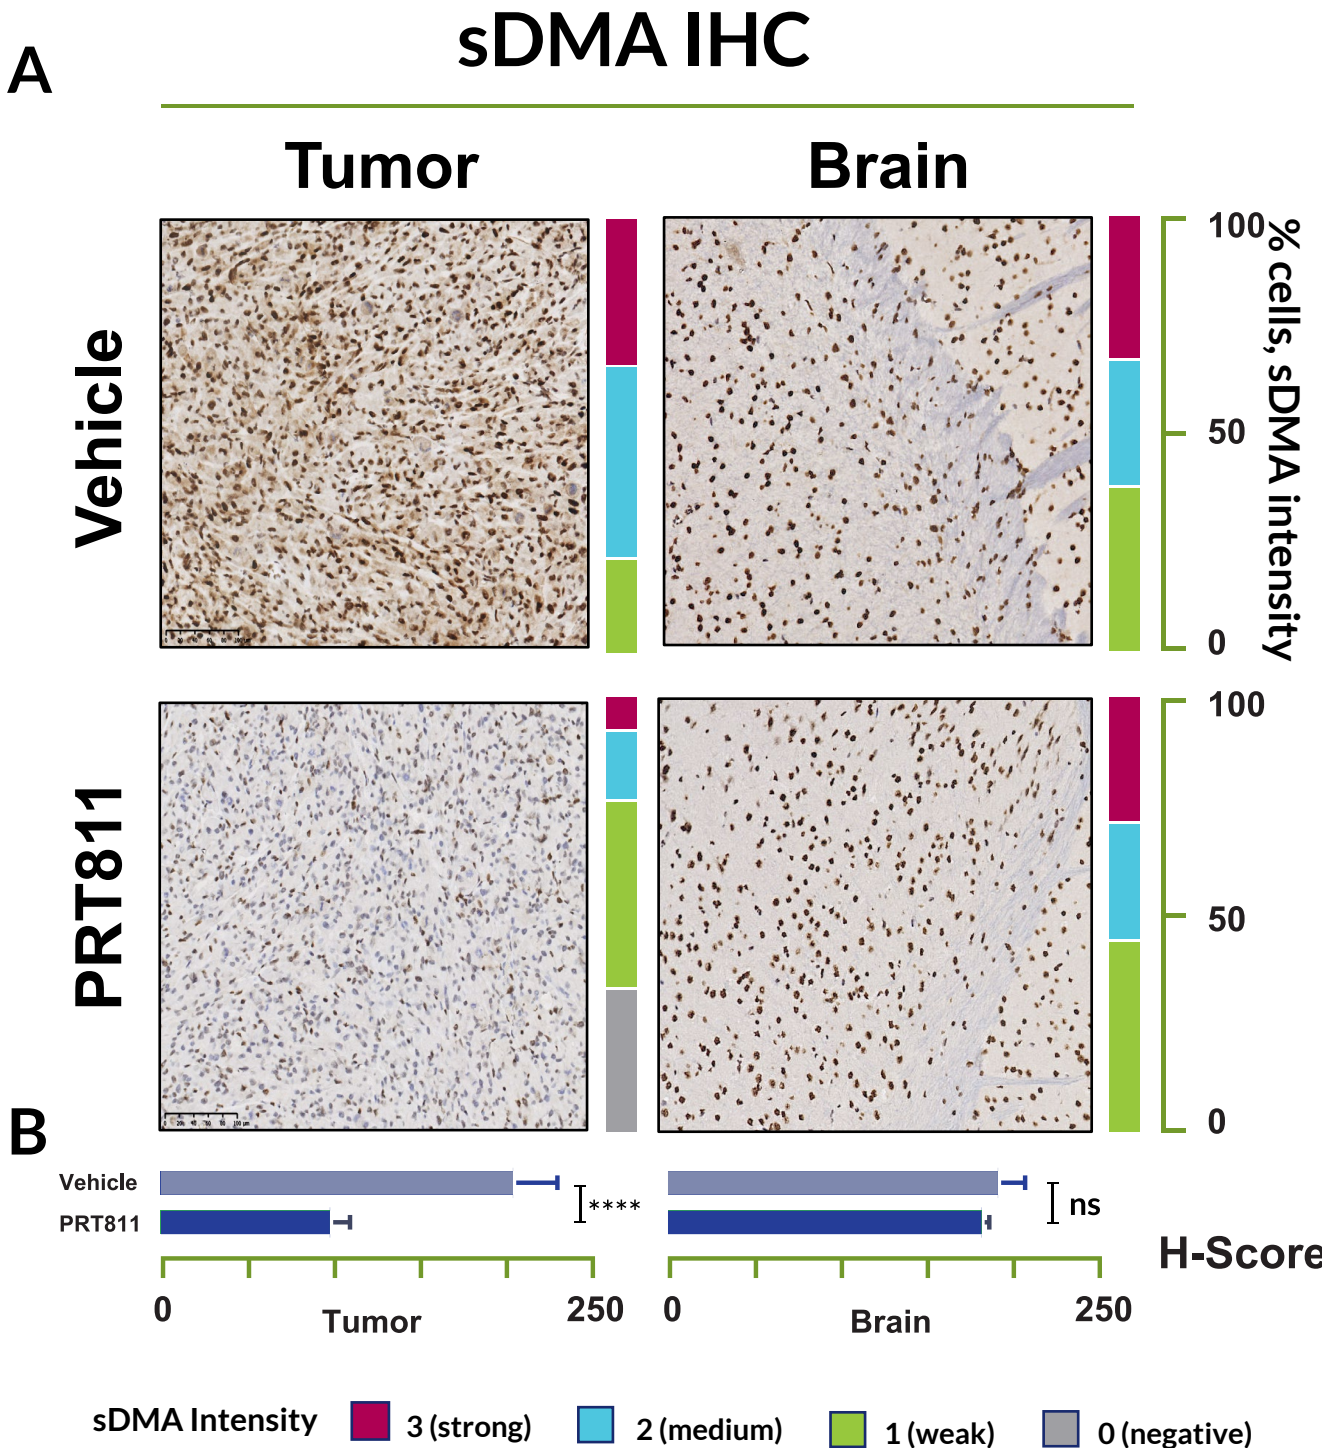 A
sDMA IHC
Tumor
Brain
Vehicle
100
50
0
% cells, sDMA intensity
PRT811
100
50
0
B
Vehicle
PRT811
****
ns
H-Score
0
Tumor
250
0
Brain
250
sDMA Intensity
3 (strong)
2 (medium)
1 (weak)
0 (negative)